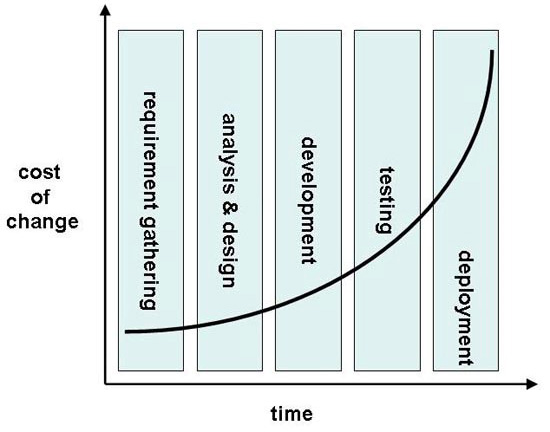 cost
of
change
requirement gathering
analysis & design
development
testing
deployment
time